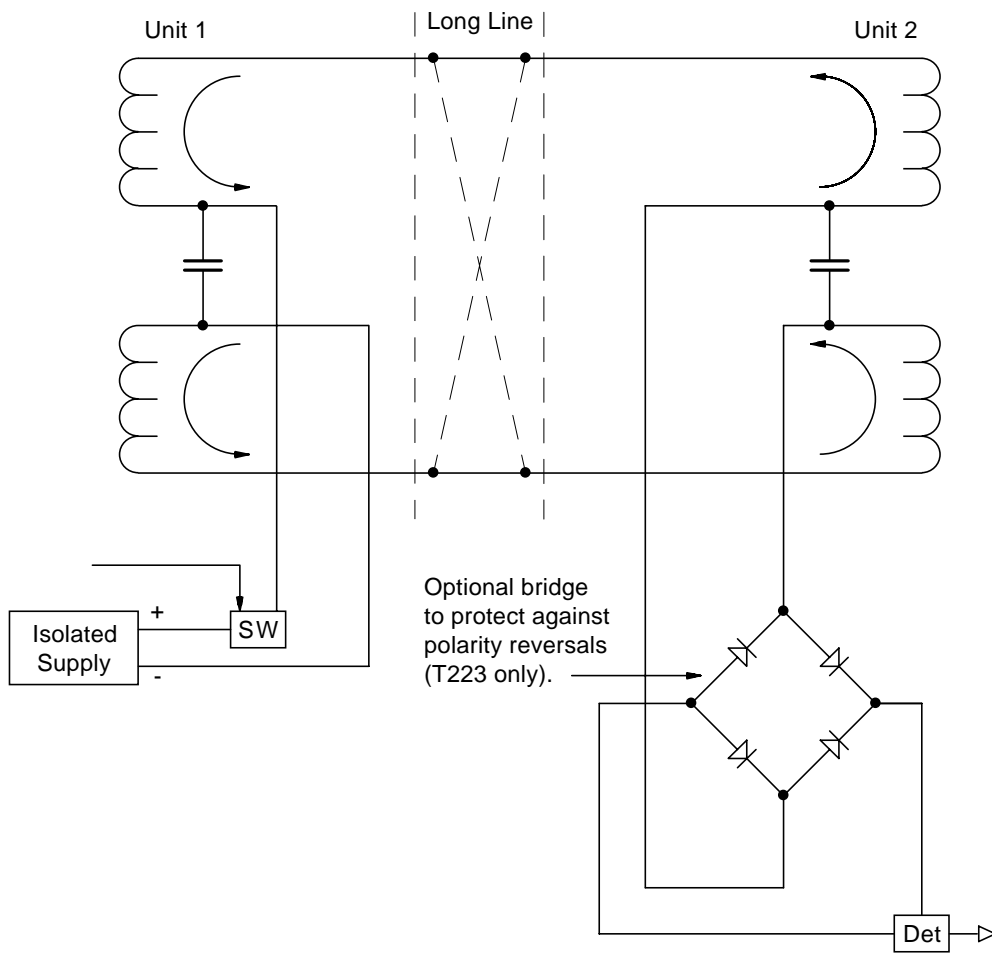 Unit 1
Long Line
Unit 2
Optional bridge
to protect against
polarity reversals
(T223 only).
+
SW
Isolated
Supply
-
Det